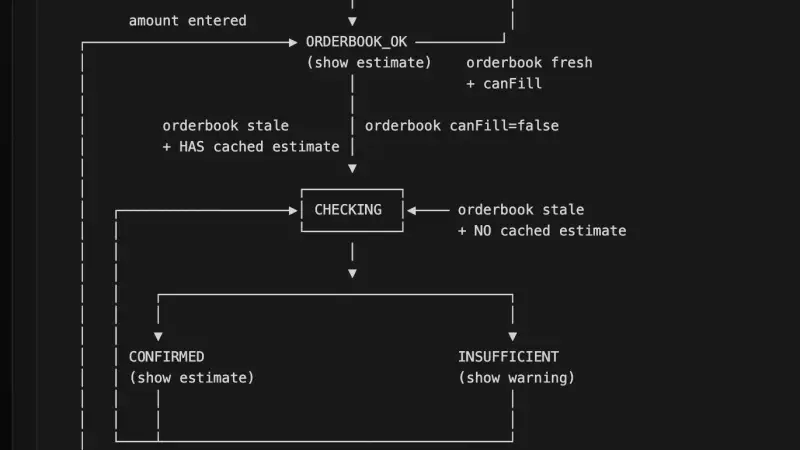 amount entered
ORDERBOOK_OK
(show estimate)
orderbook fresh
+ canFill
orderbook stale
+ HAS cached estimate
orderbook canFill=false
CHECKING
orderbook stale
+ NO cached estimate
CONFIRMED
(show estimate)
INSUFFICIENT
(show warning)